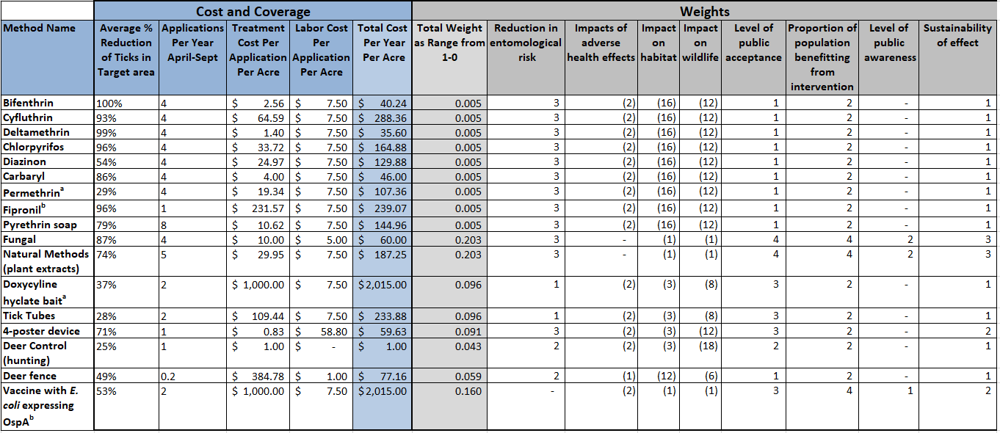 Cost and Coverage Weights
Method Name Average % Reduction of Ticks in Target area Applications Per Year April-Sept Treatment Cost Per Application Per Acre Labor Cost Per Application Per Acre Total Cost Per Year Per Acre Total Weight as Range from 1-0 Reduction in entomological risk Impacts of adverse health effects Impact on habitat Impact on wildlife Level of public acceptance Proportion of population benefitting from intervention Level of public awareness Sustainability of effect
Bifenthrin 100% 4 $ 2.56 $ 7.50 $ 40.24 0.005 3 (2) (16) (12) 1 2 - 1
Cyfluthrin 93% 4 $ 64.59 $ 7.50 $ 288.36 0.005 3 (2) (16) (12) 1 2 - 1
Deltamethrin 99% 4 $ 1.40 $ 7.50 $ 35.60 0.005 3 (2) (16) (12) 1 2 - 1
Chlorpyrifos 96% 4 $ 33.72 $ 7.50 $ 164.88 0.005 3 (2) (16) (12) 1 2 - 1
Diazinon 54% 4 $ 24.97 $ 7.50 $ 129.88 0.005 3 (2) (16) (12) 1 2 - 1
Carbaryl 86% 4 $ 4.00 $ 7.50 $ 46.00 0.005 3 (2) (16) (12) 1 2 - 1
Permethrin^a 29% 4 $ 19.34 $ 7.50 $ 107.36 0.005 3 (2) (16) (12) 1 2 - 1
Fipronil^b 96% 1 $ 231.57 $ 7.50 $ 239.07 0.005 3 (2) (16) (12) 1 2 - 1
Pyrethrin soap 79% 8 $ 10.62 $ 7.50 $ 144.96 0.005 3 (2) (16) (12) 1 2 - 1
Fungal 87% 4 $ 10.00 $ 5.00 $ 60.00 0.203 3 - (1) (1) 4 4 2 3
Natural Methods 74% 5 $ 29.95 $ 7.50 $ 187.25 0.203 3 - (1) (1) 4 4 2 3
(plant extracts)
Doxycyline 37% 2 $ 1,000.00 $ 7.50 $ 2,015.00 0.096 1 (2) (3) (8) 3 2 - 1
hyclate bait^a
Tick Tubes 28% 2 $ 109.44 $ 7.50 $ 233.88 0.096 1 (2) (3) (8) 3 2 - 1
4-poster device 71% 1 $ 0.83 $ 58.80 $ 59.63 0.091 3 (2) (3) (12) 3 2 - 2
Deer Control 25% 1 $ 1.00 $ - $ 1.00 0.043 2 (2) (3) (18) 2 2 - 1
(hunting)
Deer fence 49% 0.2 $ 384.78 $ 1.00 $ 77.16 0.059 2 (1) (12) (6) 1 2 - 1
Vaccine with E. 53% 2 $ 1,000.00 $ 7.50 $ 2,015.00 0.160 - (2) (1) (1) 3 4 1 2
coli expressing
OspA^b